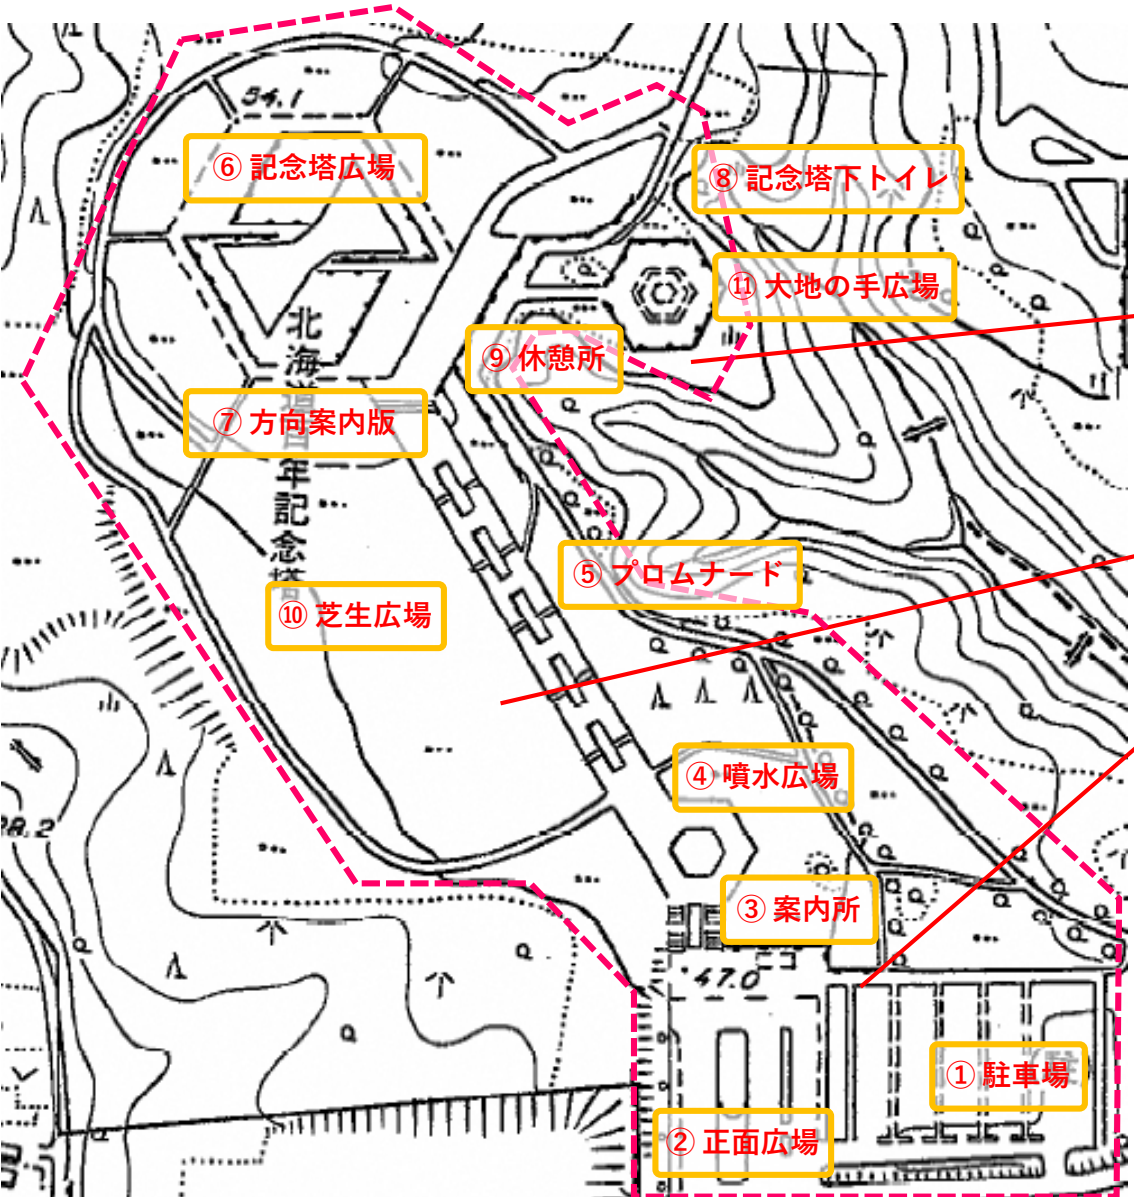 54.1
⑥ 記念塔広場
⑧ 記念塔下トイレ
⑪ 大地の手広場
⑨ 休憩所
⑦ 方向案内版
北海道百年記念塔
⑤ プロムナード
⑩ 芝生広場
④ 噴水広場
③ 案内所
47.0
① 駐車場
② 正面広場